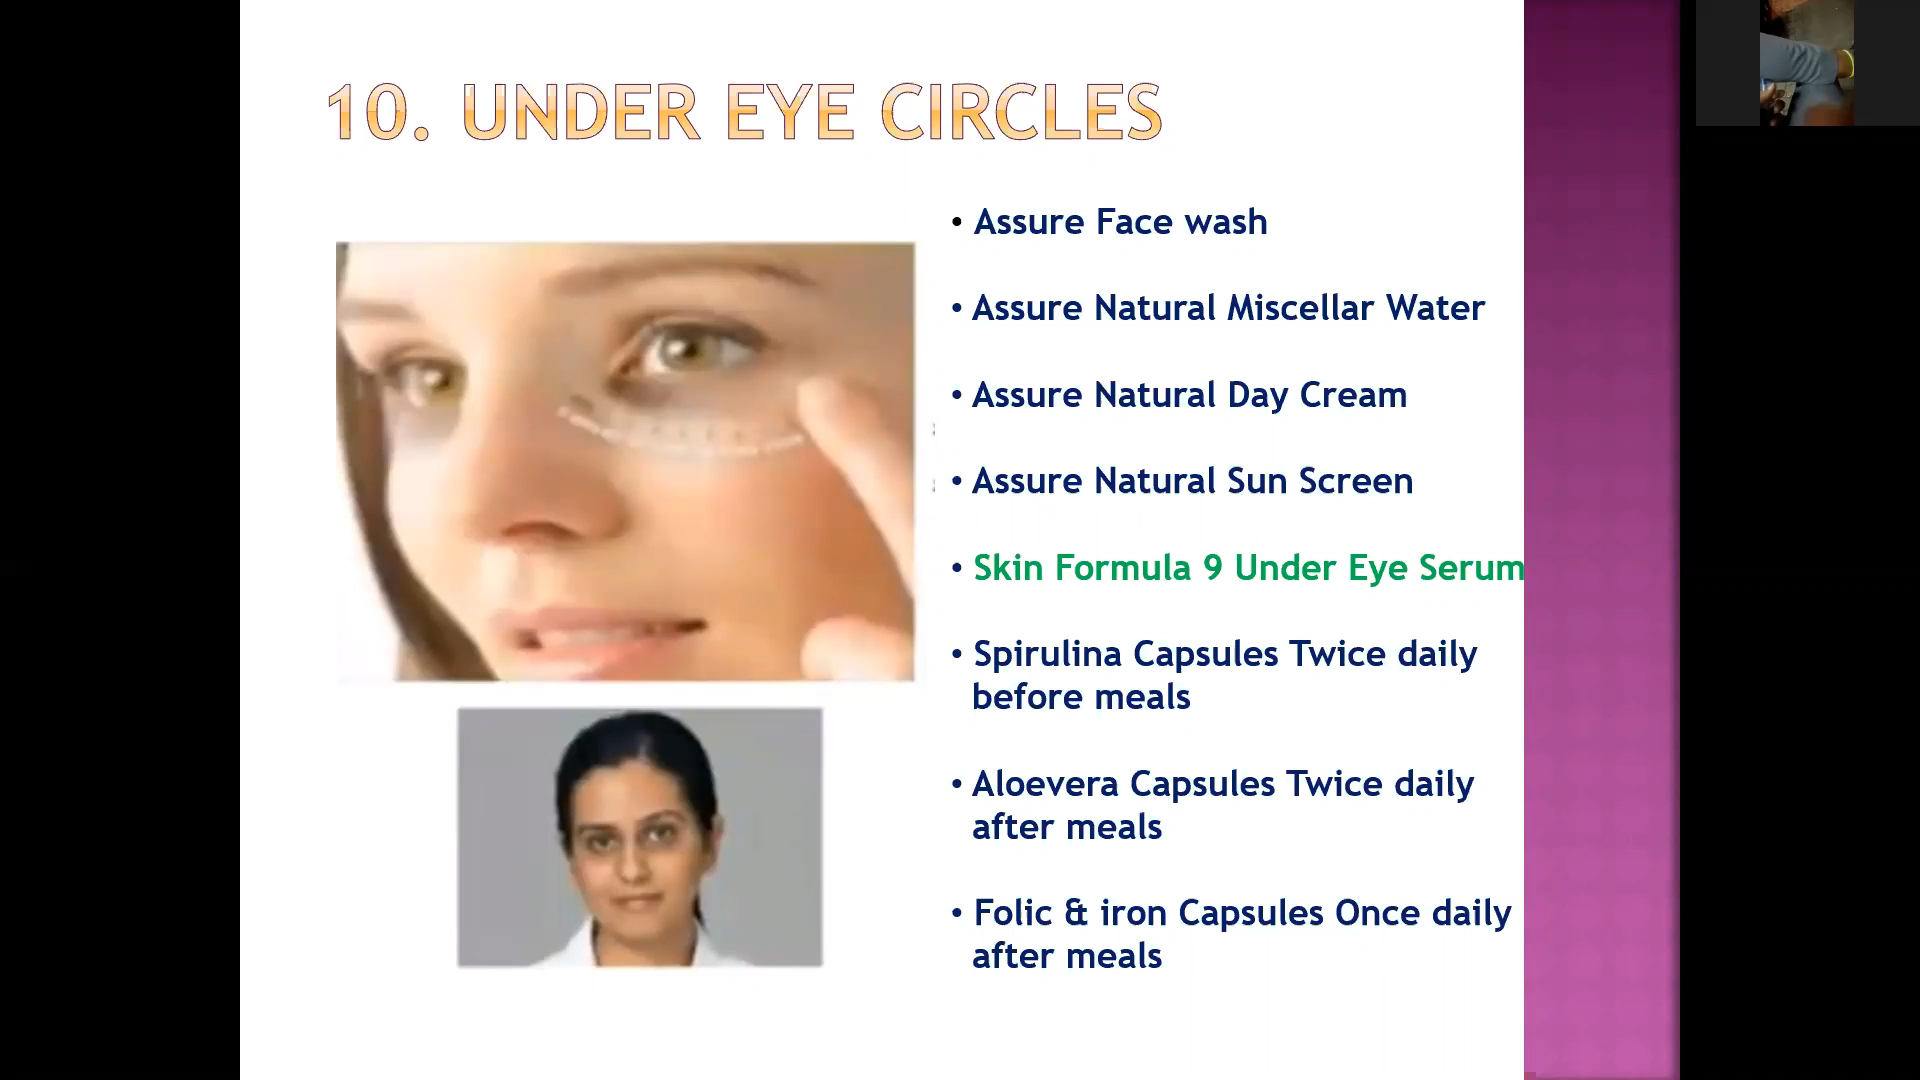 10. UNDER EYE CIRCLES
• Assure Face wash
• Assure Natural Miscellar Water
• Assure Natural Day Cream
• Assure Natural Sun Screen
• Skin Formula 9 Under Eye Serum
• Spirulina Capsules Twice daily
before meals
• Aloevera Capsules Twice daily
after meals
• Folic & iron Capsules Once daily
after meals